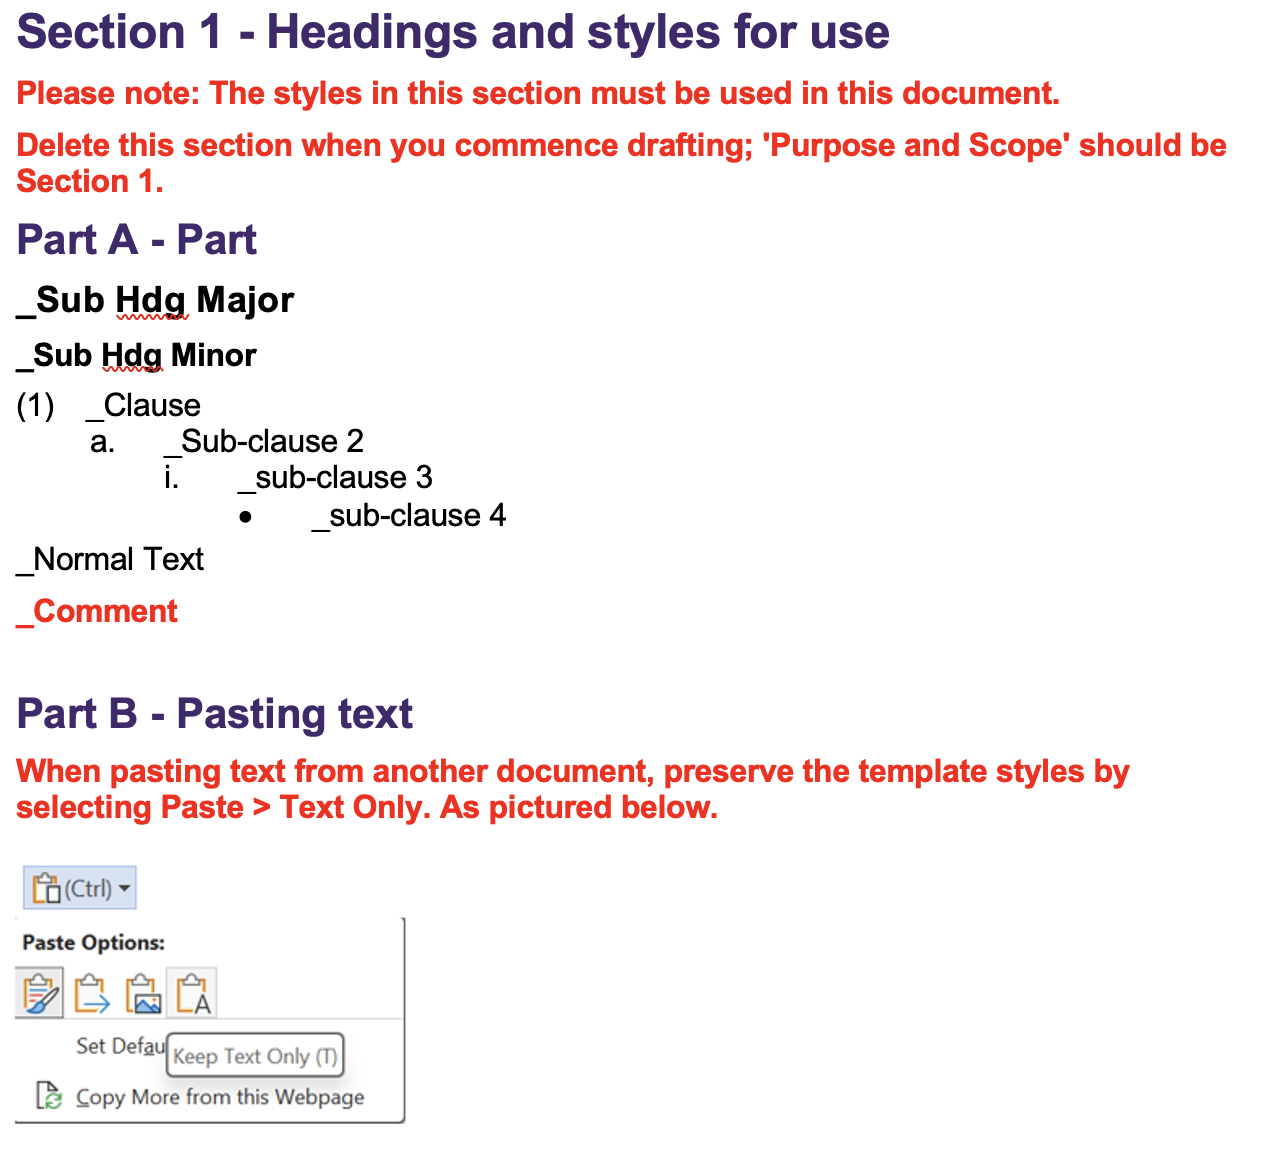 Section 1 - Headings and styles for use
Please note: The styles in this section must be used in this document.
Delete this section when you commence drafting; 'Purpose and Scope' should be
Section 1.
Part A - Part
_Sub Hdg Major
_Sub Hdg Minor
(1) _Clause
a. _Sub-clause 2
i. _sub-clause 3
• _sub-clause 4
_Normal Text
_Comment
Part B - Pasting text
When pasting text from another document, preserve the template styles by
selecting Paste > Text Only. As pictured below.
(Ctrl)
Paste Options:
A
Set Defau
Keep Text Only (T)
Copy More from this Webpage